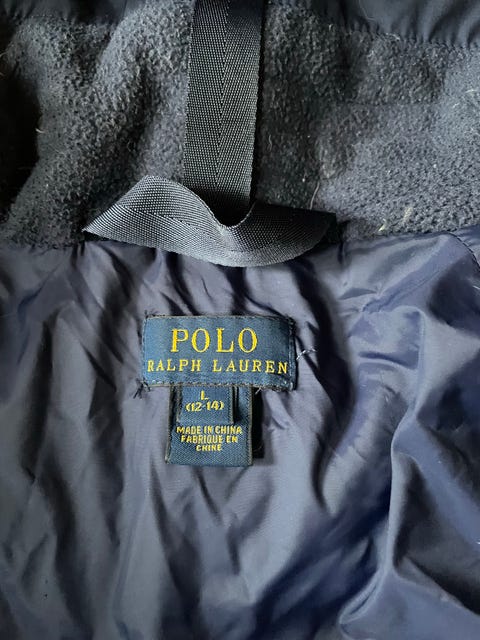 POLO
RALPH LAUREN
L
(12-14)
MADE IN CHINA
FABRIQUE EN
CHINE